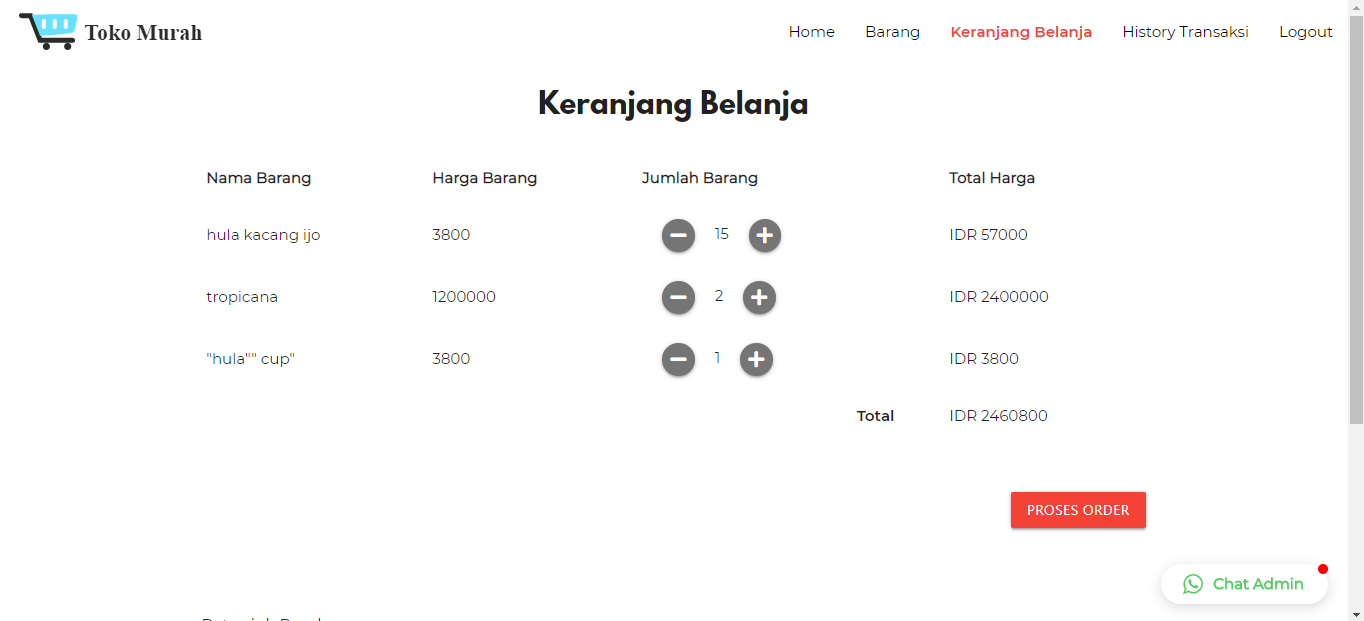 Toko Murah
Home Barang Keranjang Belanja History Transaksi Logout
Keranjang Belanja
Nama Barang Harga Barang Jumlah Barang Total Harga
hula kacang ijo 3800 15 IDR 57000
tropicana 1200000 2 IDR 2400000
"hula"" cup" 3800 1 IDR 3800
Total IDR 2460800
PROSES ORDER
Chat Admin